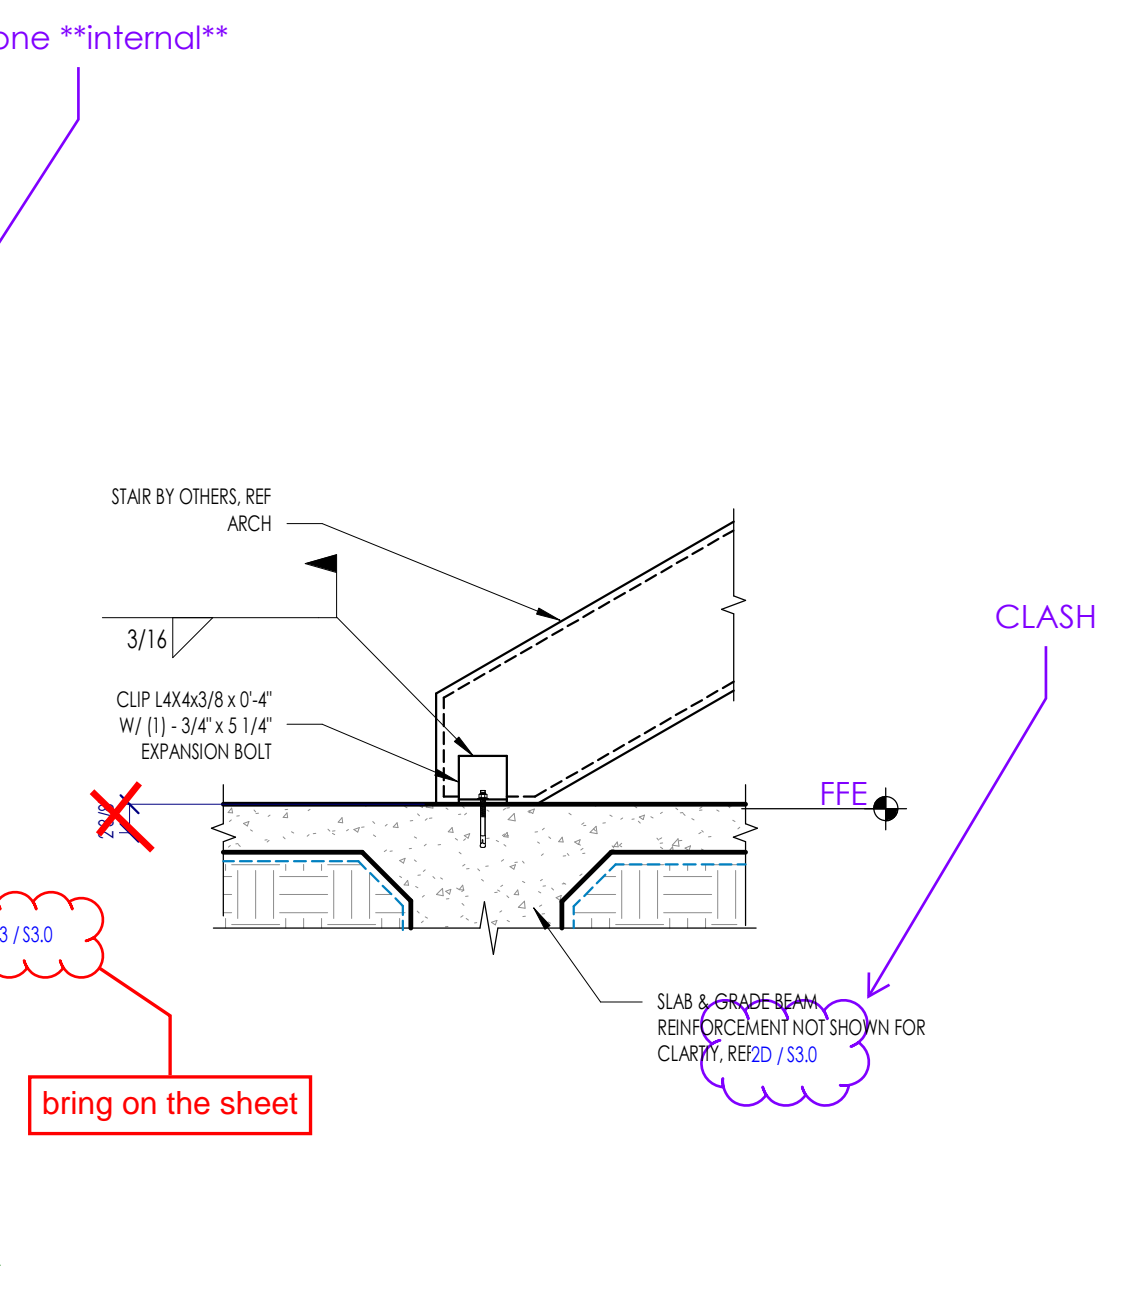 one **internal**
STAIR BY OTHERS, REF
ARCH
3/16
CLIP L4X4x3/8 x 0'-4"
W/ (1) - 3/4" x 5 1/4"
EXPANSION BOLT
CLASH
FFE
3 / S3.0
SLAB & GRADE BEAM
REINFORCEMENT NOT SHOWN FOR
CLARTIY, REF 2D / S3.0
bring on the sheet